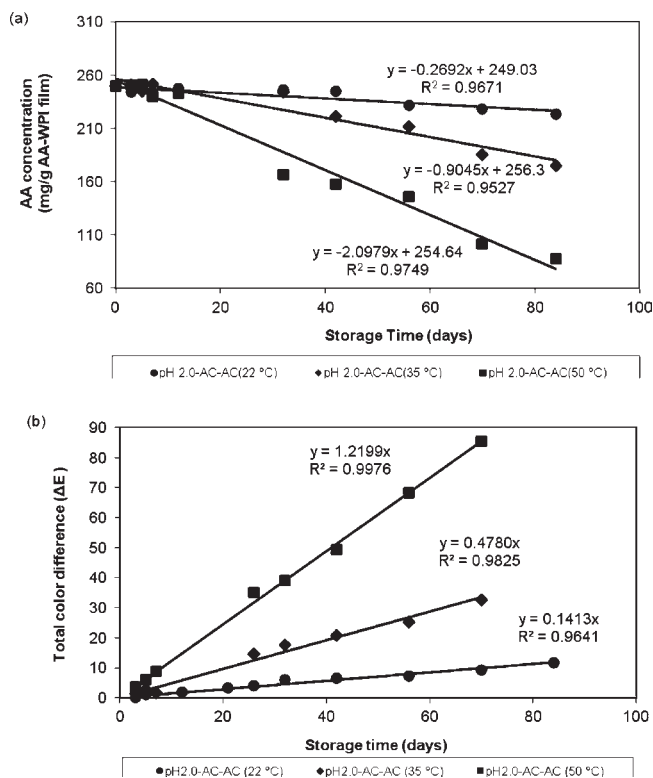 (a)
AA concentration
(mg/g AA-WPI film)
260
210
160
110
60
y = -0.2692x + 249.03
R² = 0.9671
y = -0.9045x + 256.3
R² = 0.9527
y = -2.0979x + 254.64
R² = 0.9749
0 20 40 60 80 100
Storage Time (days)
pH 2.0-AC-AC(22 °C) pH 2.0-AC-AC(35 °C) pH 2.0-AC-AC(50 °C)
(b)
Total color difference (ΔE)
90
80
70
60
50
40
30
20
10
0
y = 1.2199x
R² = 0.9976
y = 0.4780x
R² = 0.9825
y = 0.1413x
R² = 0.9641
0 20 40 60 80 100
Storage time (days)
pH2.0-AC-AC (22 °C) pH2.0-AC-AC (35 °C) pH2.0-AC-AC (50 °C)